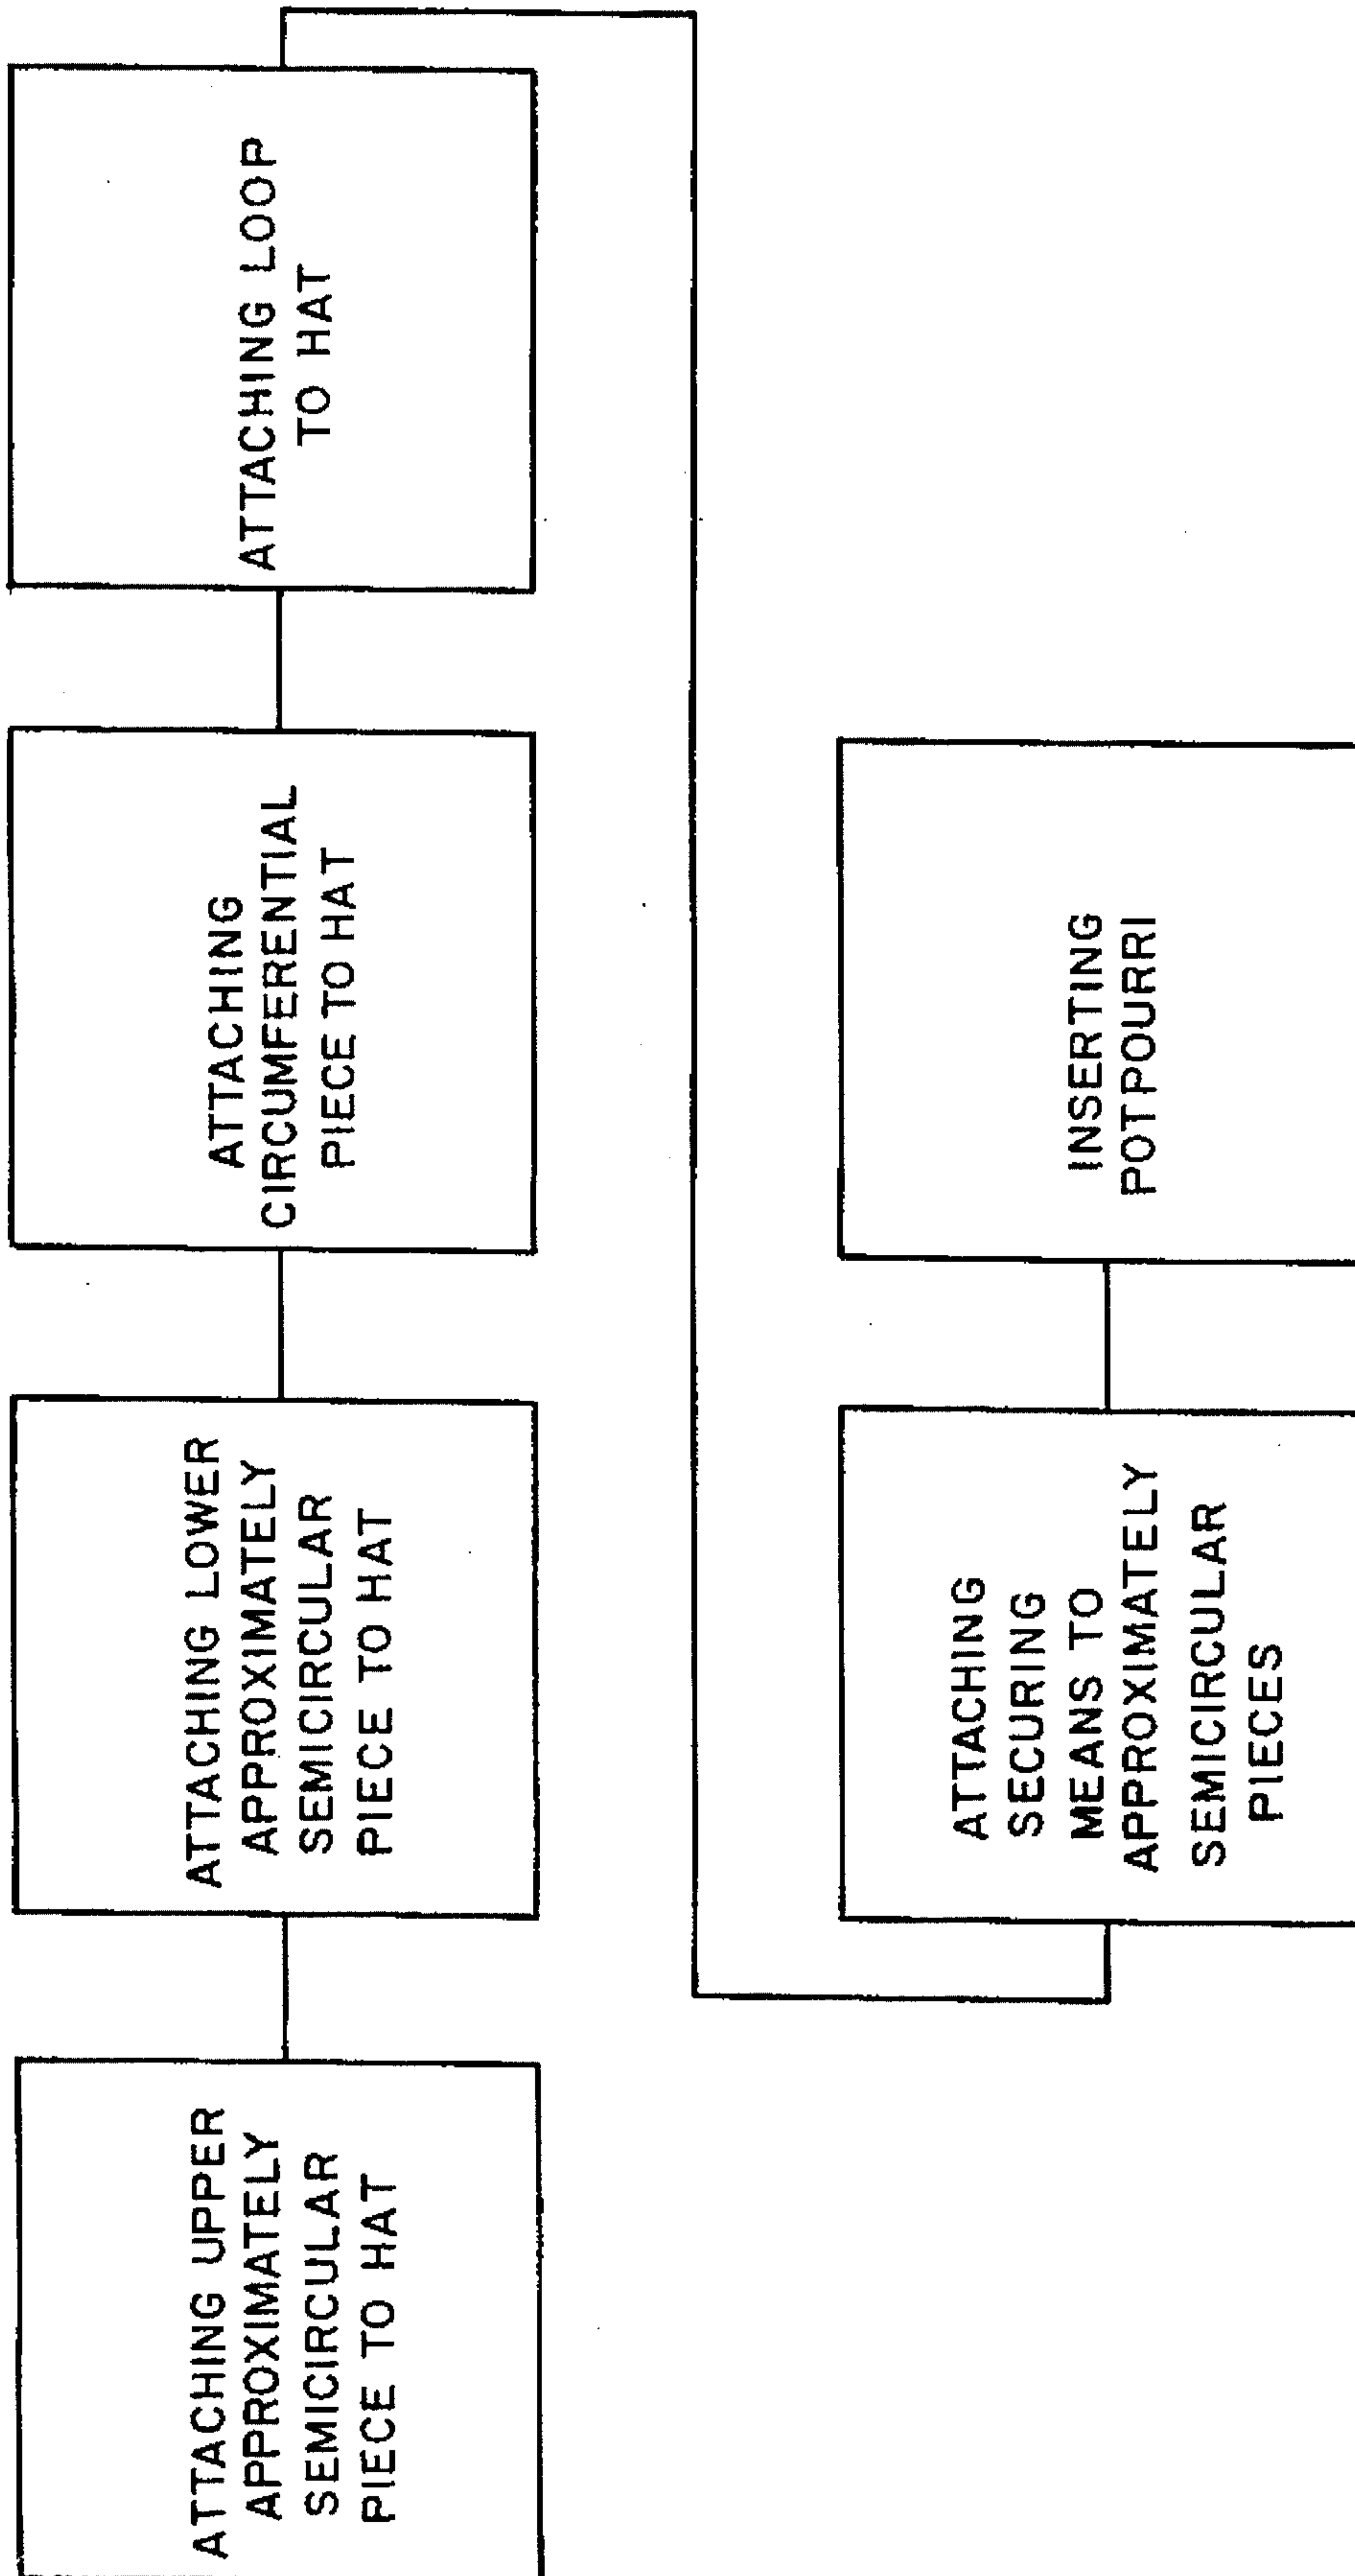 ATTACHING UPPER
APPROXIMATELY
SEMICIRCULAR
PIECE TO HAT
ATTACHING LOWER
APPROXIMATELY
SEMICIRCULAR
PIECE TO HAT
ATTACHING
CIRCUMFERENTIAL
PIECE TO HAT
ATTACHING LOOP
TO HAT
ATTACHING
SECURING
MEANS TO
APPROXIMATELY
SEMICIRCULAR
PIECES
INSERTING
POTPOURRI